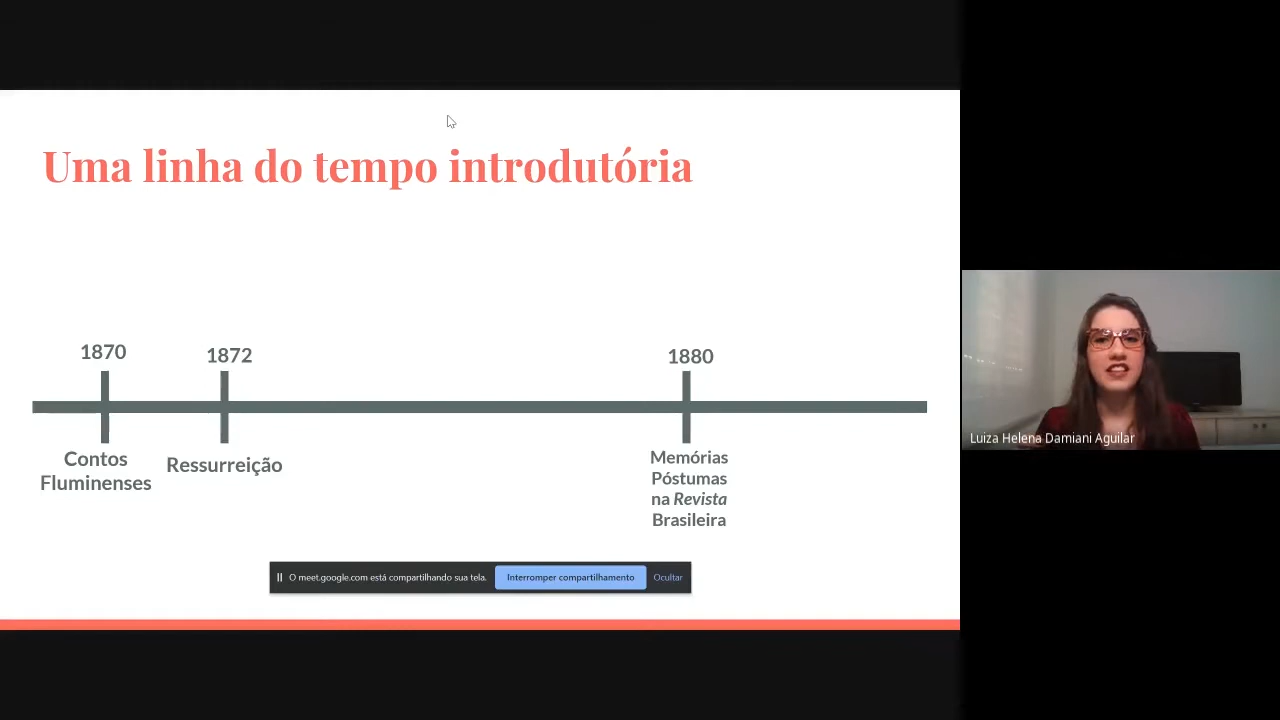 Uma linha do tempo introdutória
1870
1872
1880
Contos
Fluminenses
Ressurreição
Memórias
Póstumas
na Revista
Brasileira
O meet.google.com está compartilhando sua tela.
Interromper compartilhamento
Ocultar
Luiza Helena Damiani Aguilar